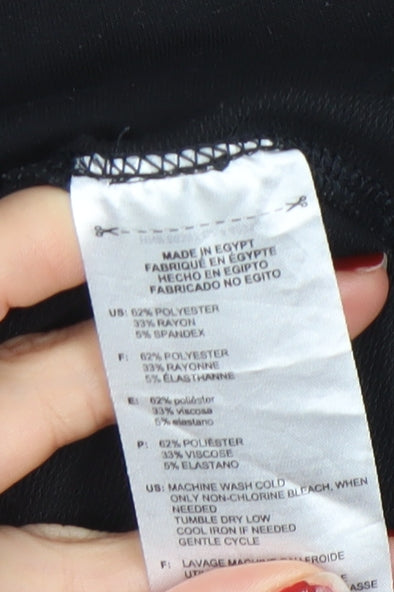 MADE IN EGYPT
FABRIQUÉ EN ÉGYPTE
HECHO EN EGIPTO
FABRICADO NO EGITO
US: 62% POLYESTER
33% RAYON
5% SPANDEX
F: 62% POLYESTER
33% RAYONNE
5% ÉLASTHANNE
E: 62% poliéster
33% viscosa
5% elastano
P: 62% POLIÉSTER
33% VISCOSE
5% ELASTANO
US: MACHINE WASH COLD
ONLY NON-CHLORINE BLEACH, WHEN
NEEDED
TUMBLE DRY LOW
COOL IRON IF NEEDED
GENTLE CYCLE
F: LAVAGE FROIDE